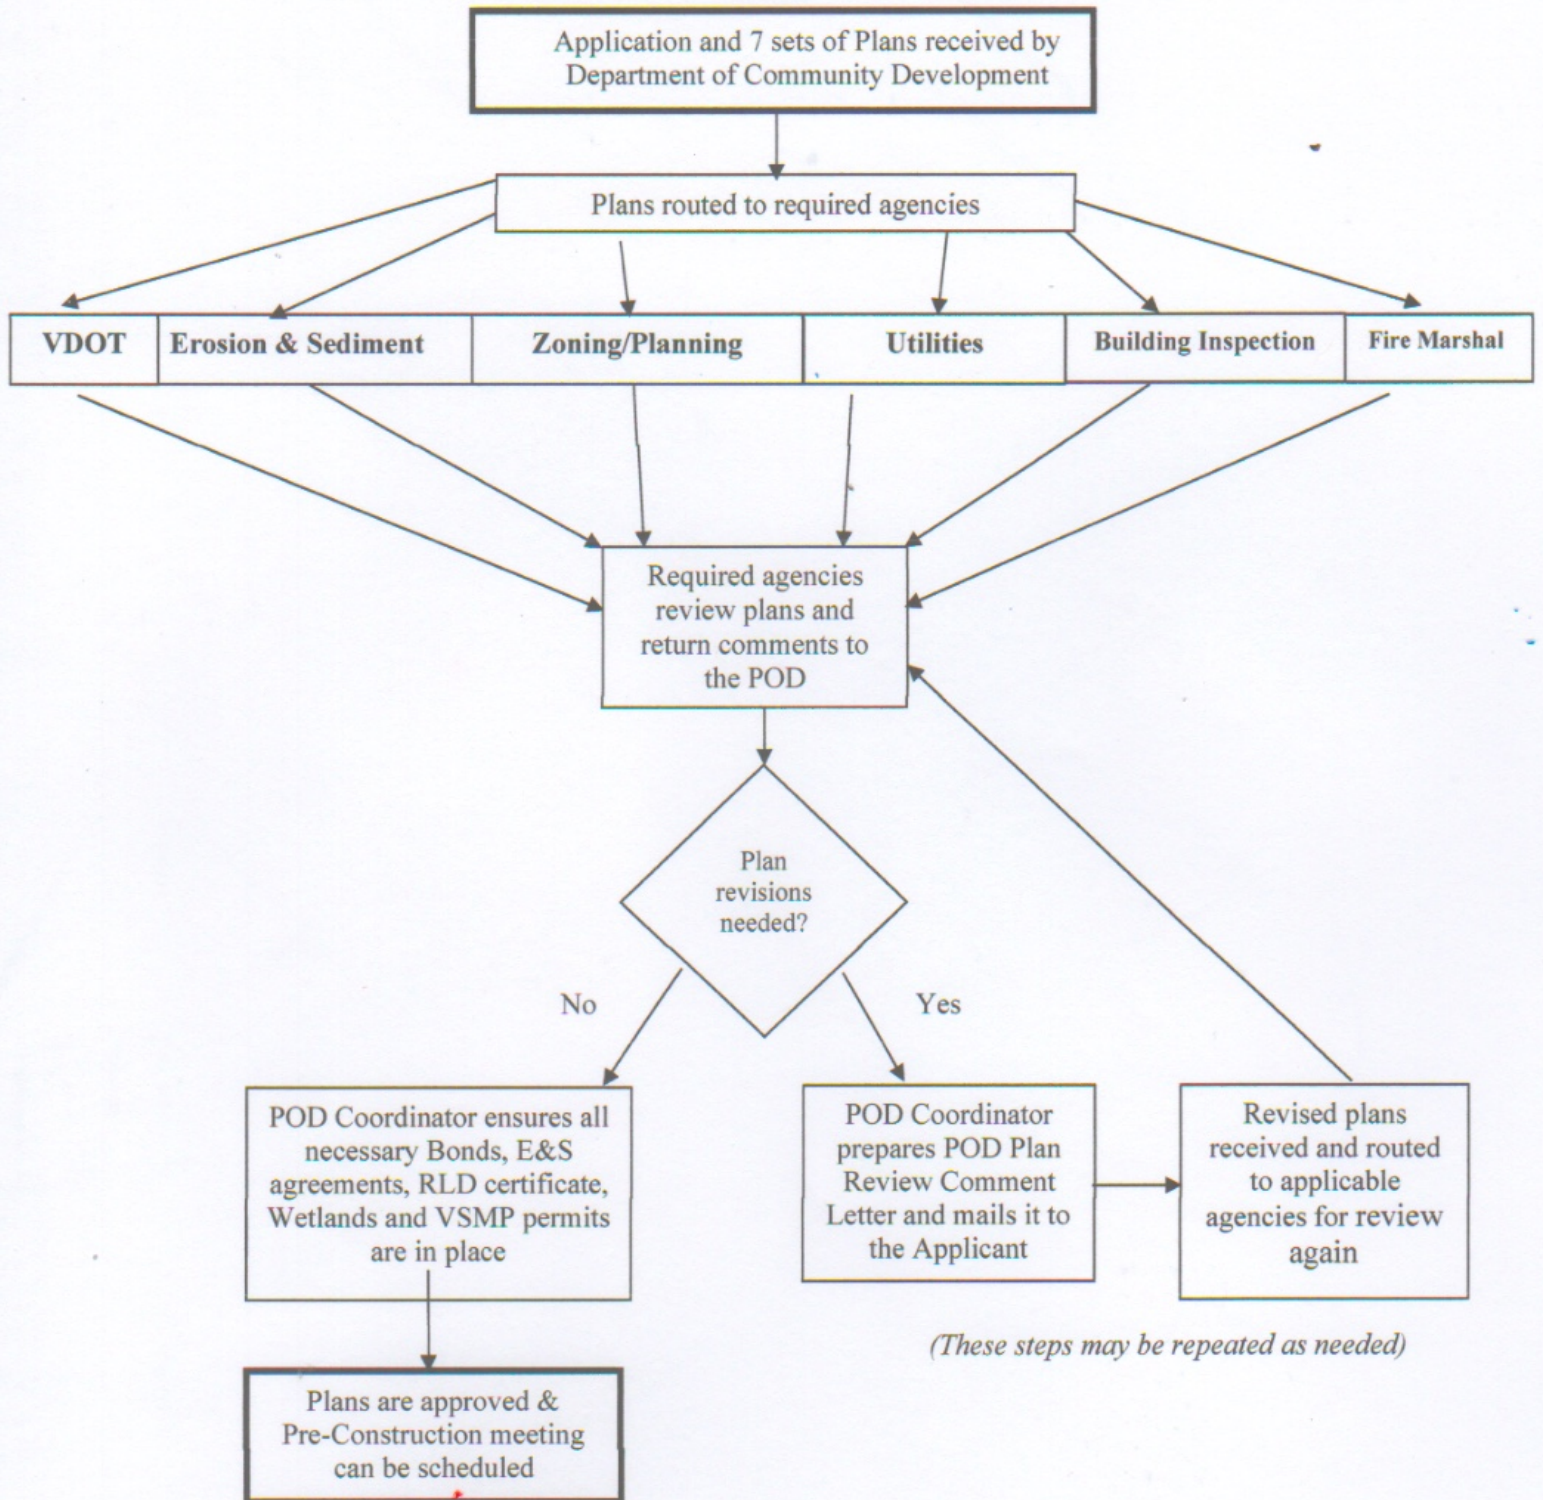 Application and 7 sets of Plans received by
Department of Community Development
Plans routed to required agencies
VDOT
Erosion & Sediment
Zoning/Planning
Utilities
Building Inspection
Fire Marshal
Required agencies
review plans and
return comments to
the POD
Plan
revisions
needed?
No
Yes
POD Coordinator ensures all
necessary Bonds, E&S
agreements, RLD certificate,
Wetlands and VSMP permits
are in place
POD Coordinator
prepares POD Plan
Review Comment
Letter and mails it to
the Applicant
Revised plans
received and routed
to applicable
agencies for review
again
(These steps may be repeated as needed)
Plans are approved &
Pre-Construction meeting
can be scheduled